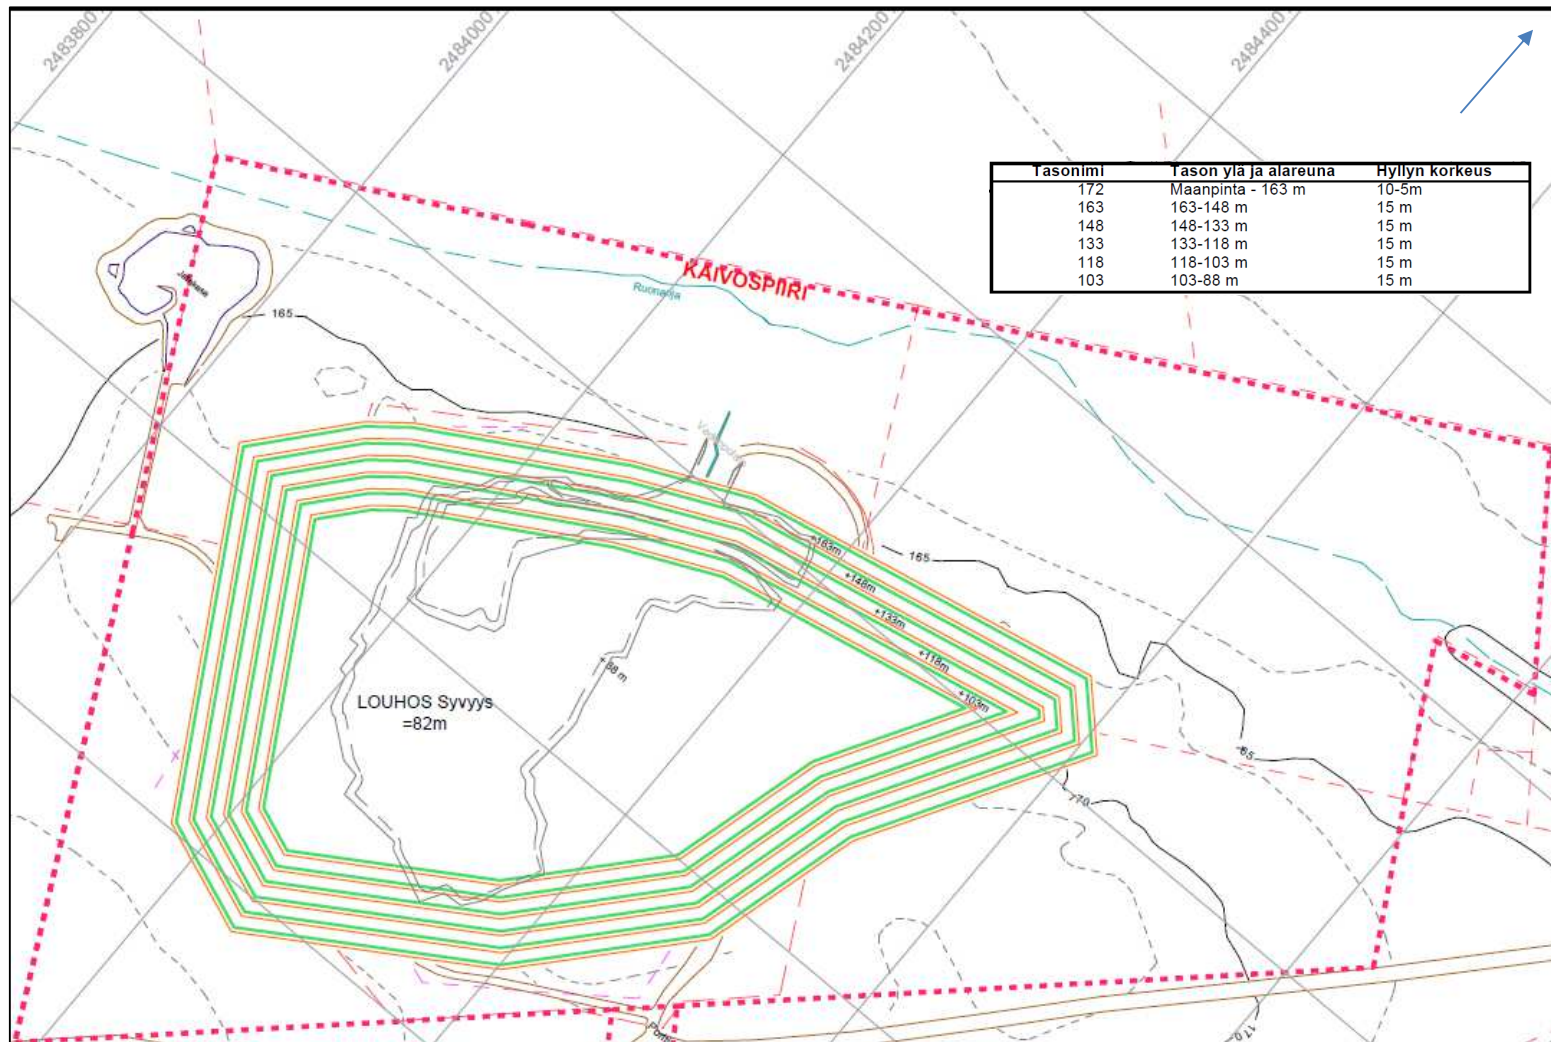 2483800
2484000
2484200
2484400
Tasonimi Tason ylä ja alareuna Hyllyn korkeus
172 Maanpinta - 163 m 10-5m
163 163-148 m 15 m
148 148-133 m 15 m
133 133-118 m 15 m
118 118-103 m 15 m
103 103-88 m 15 m
KAIVOSPIIRI
Ruonanoja
165
165
+163m
+148m
+133m
+118m
+103m
+88 m
LOUHOS Syvyys
=82m
-65
70
170